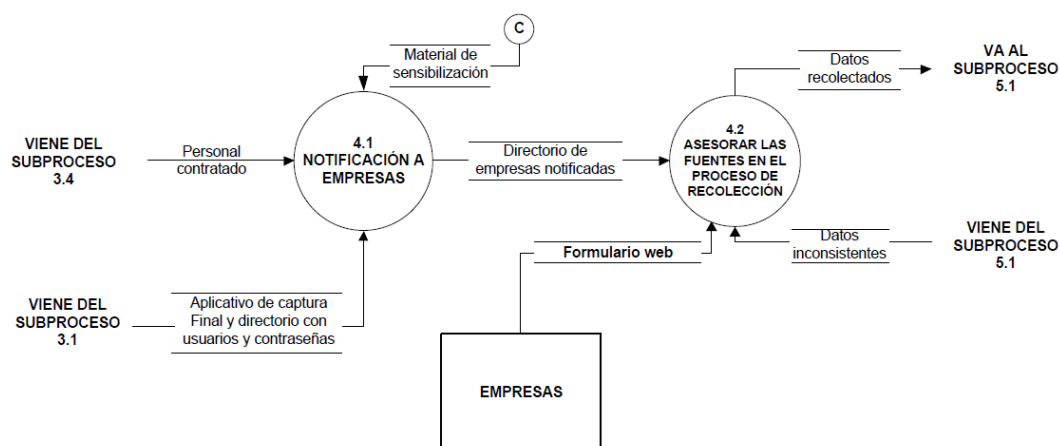 C
Material de
sensibilización
Datos
recolectados
VA AL
SUBPROCESO
5.1
VIENE DEL
SUBPROCESO
3.4
Personal
contratado
4.1
NOTIFICACIÓN A
EMPRESAS
Directorio de
empresas notificadas
4.2
ASESORAR LAS
FUENTES EN EL
PROCESO DE
RECOLECCIÓN
Formulario web
Datos
inconsistentes
VIENE DEL
SUBPROCESO
5.1
VIENE DEL
SUBPROCESO
3.1
Aplicativo de captura
Final y directorio con
usuarios y contraseñas
EMPRESAS